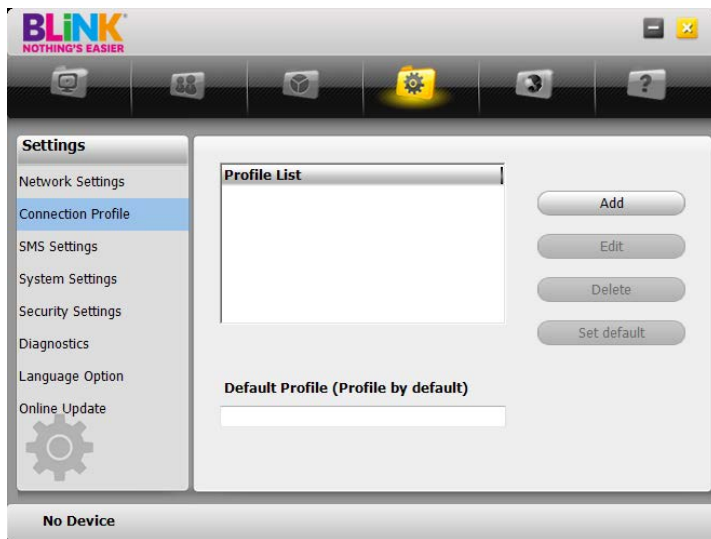 BLiNK
NOTHING'S EASIER
?
Settings
Network Settings
Connection Profile
SMS Settings
System Settings
Security Settings
Diagnostics
Language Option
Online Update
Profile List
Add
Edit
Delete
Set default
Default Profile (Profile by default)
No Device